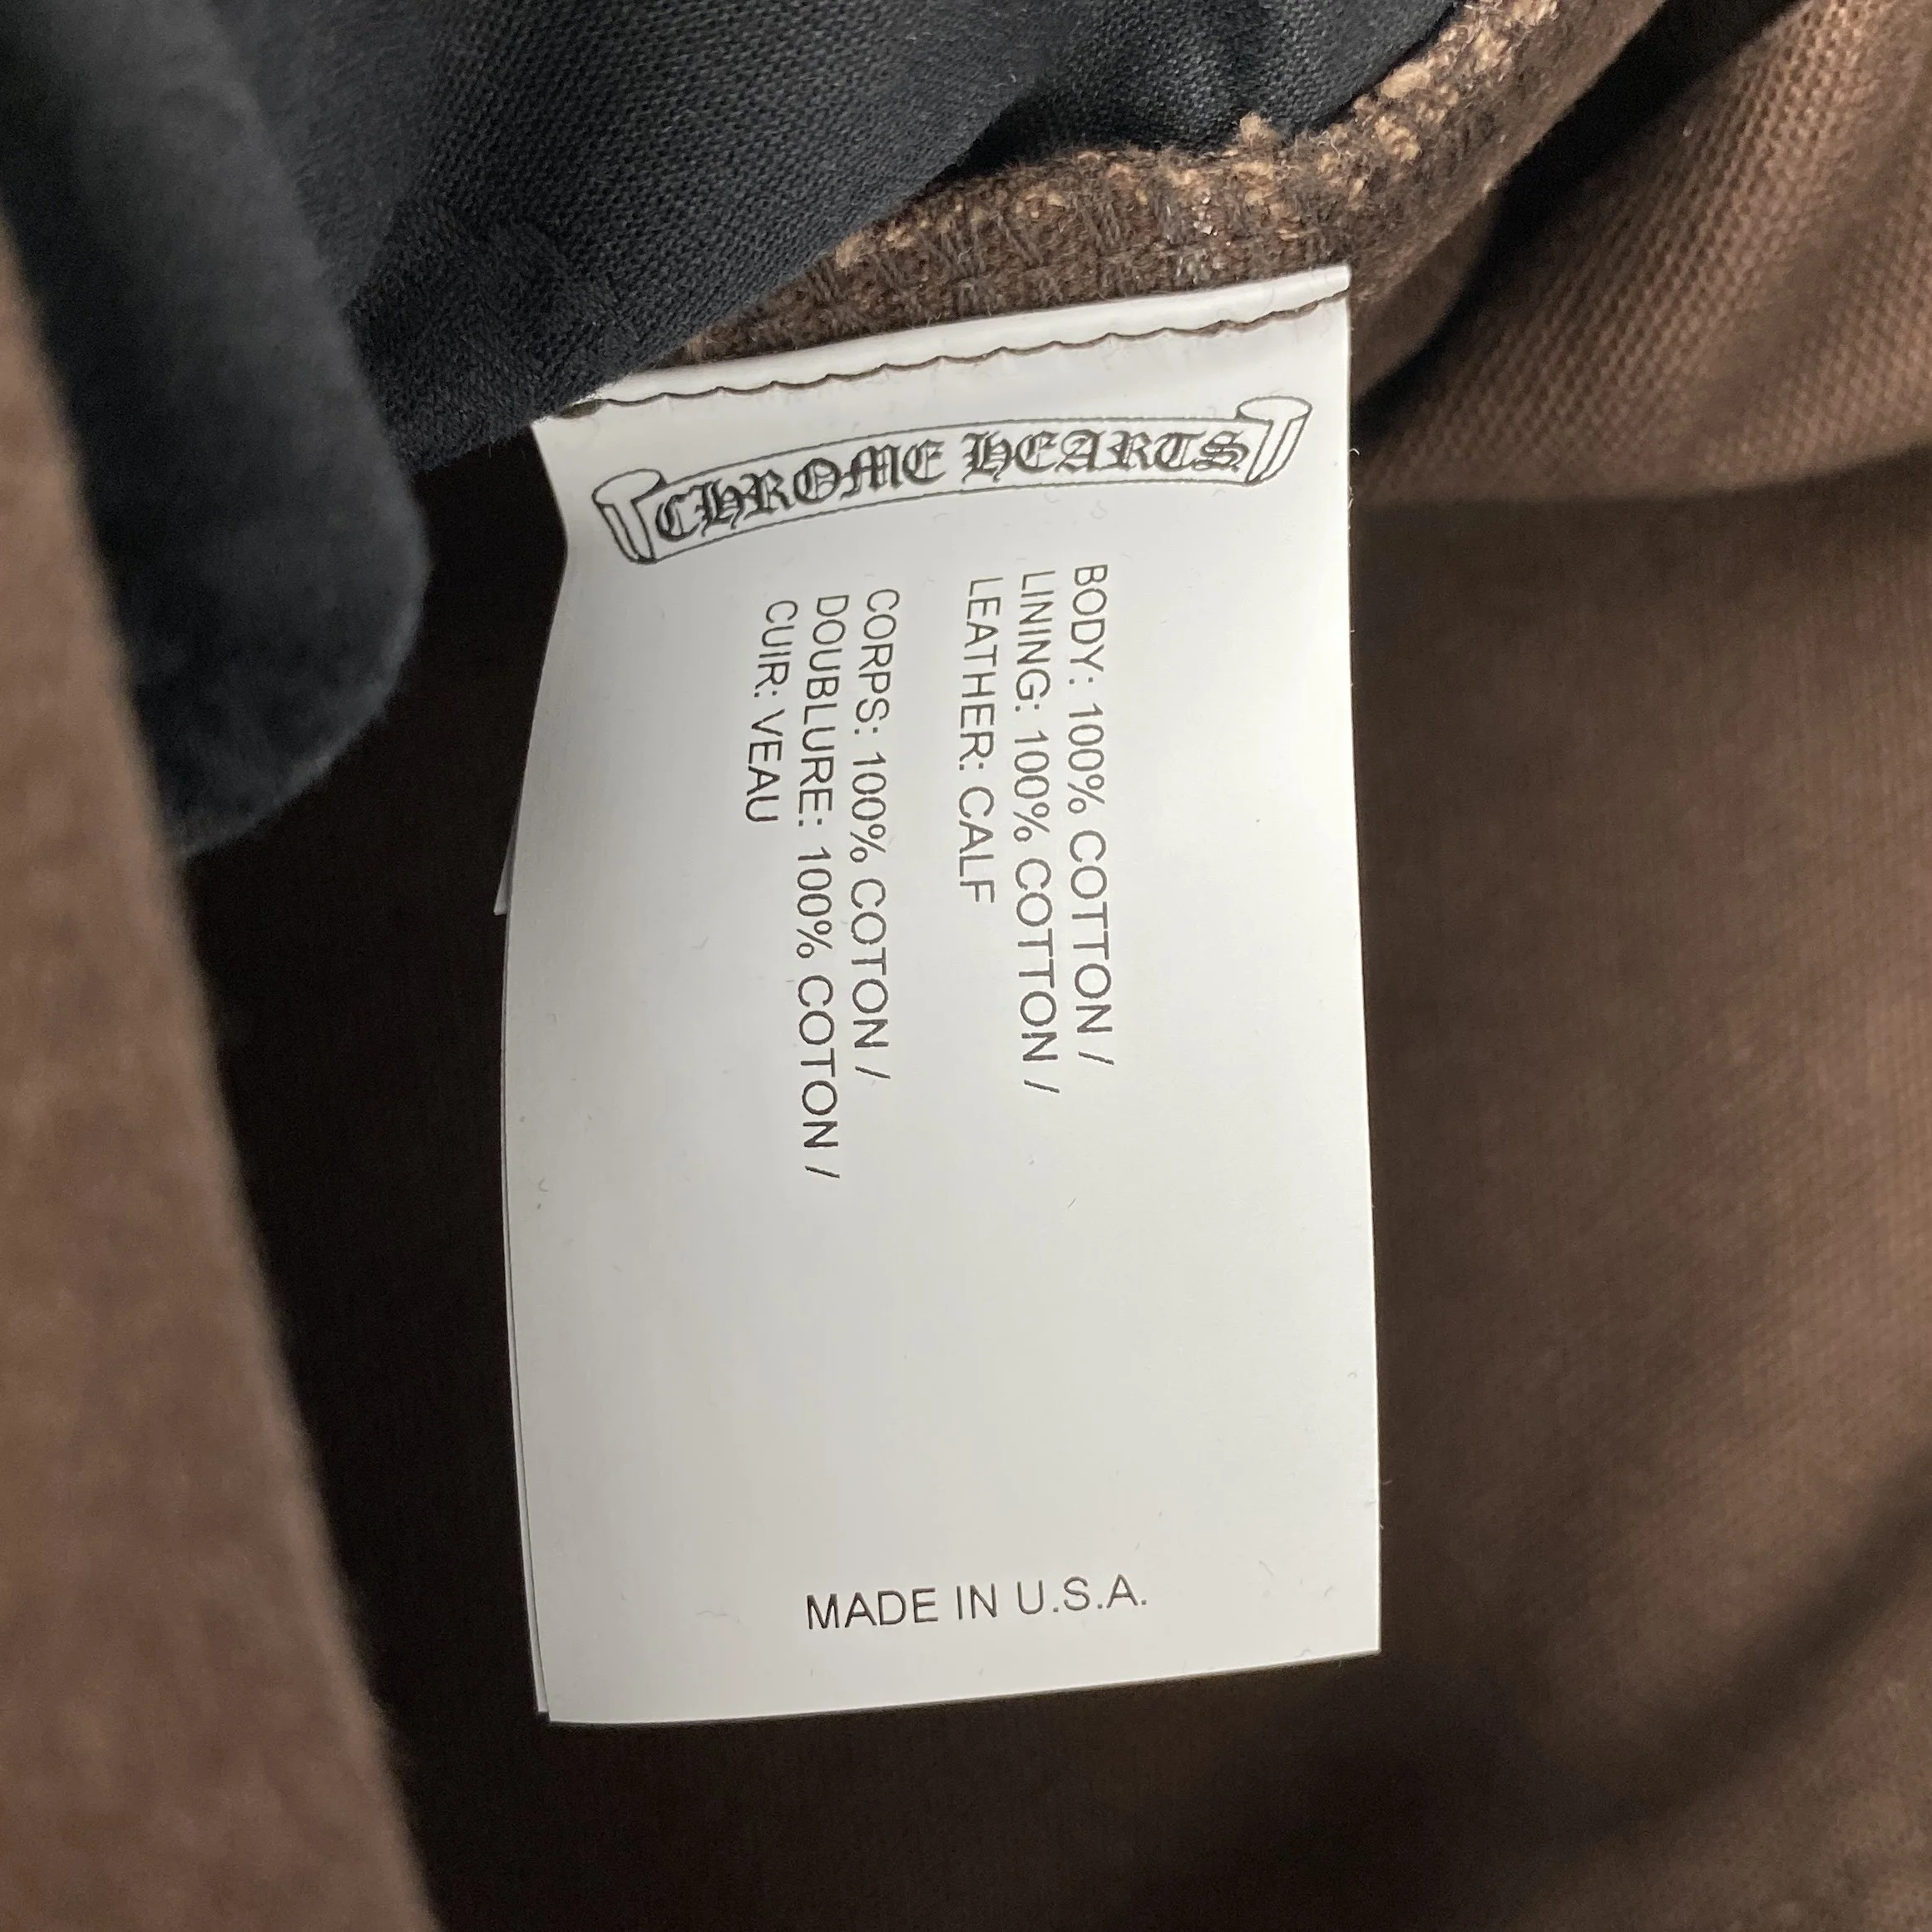 CHROME HEARTS
BODY: 100% COTTON /
LINING: 100% COTTON /
LEATHER: CALF
CORPS: 100% COTON /
DOUBLURE: 100% COTON /
CUIR: VEAU
MADE IN U.S.A.